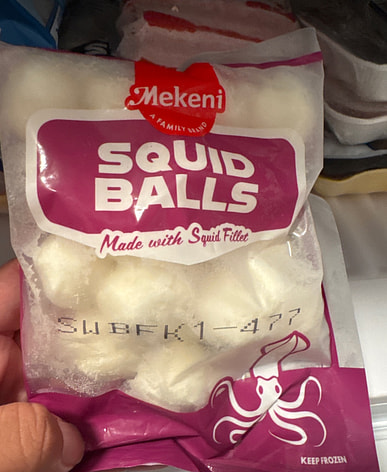 Mekeni
A FAMILY BRAND
SQUID
BALLS
Made with Squid Fillet
SWBFK1-477
KEEP FROZEN